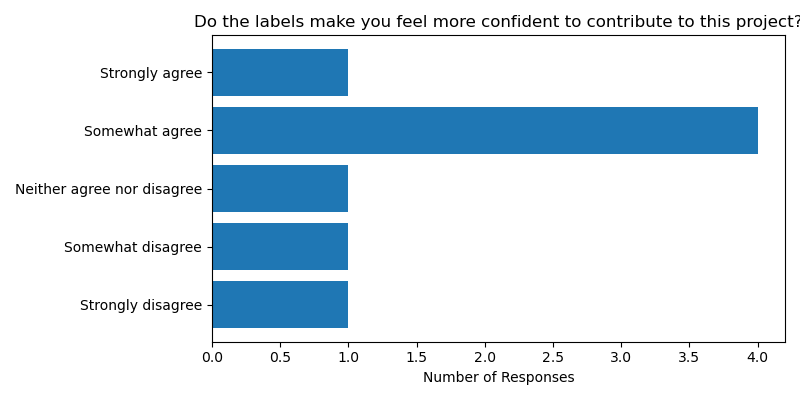 Do the labels make you feel more confident to contribute to this project?
Strongly agree
Somewhat agree
Neither agree nor disagree
Somewhat disagree
Strongly disagree
0.0 0.5 1.0 1.5 2.0 2.5 3.0 3.5 4.0
Number of Responses